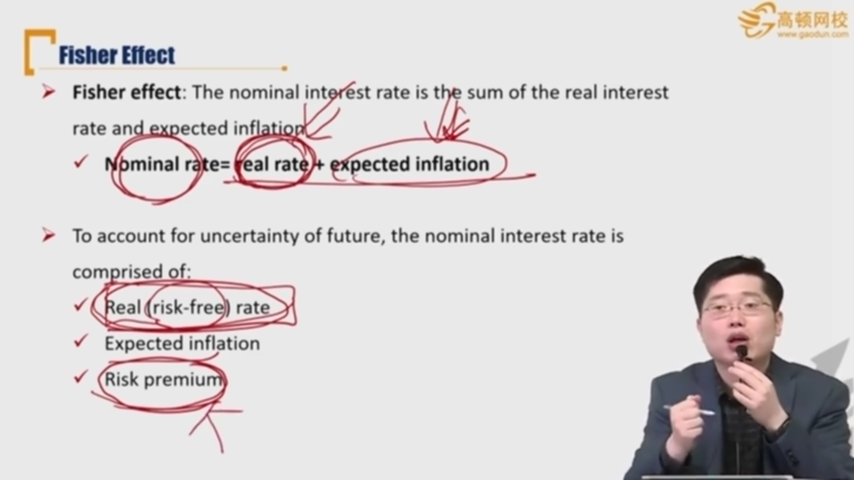 高顿网校
www.gaodun.com
Fisher Effect
Fisher effect: The nominal interest rate is the sum of the real interest
rate and expected inflation
Nominal rate= real rate + expected inflation
To account for uncertainty of future, the nominal interest rate is
comprised of:
Real (risk-free) rate
Expected inflation
Risk premium